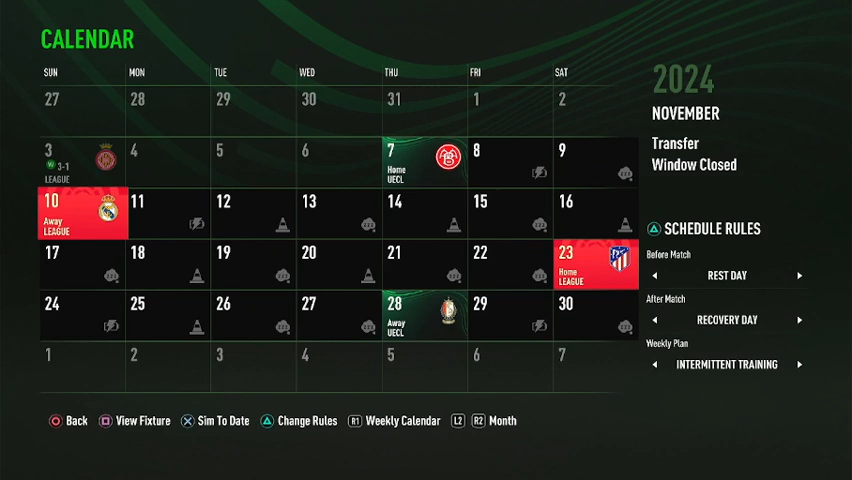 CALENDAR
SUN MON TUE WED THU FRI SAT
27 28 29 30 31 1 2
3 4 5 6 7 8 9
W 3-1
LEAGUE
Home
UECL
10 11 12 13 14 15 16
Away
LEAGUE
17 18 19 20 21 22 23
Home
LEAGUE
24 25 26 27 28 29 30
Away
UECL
1 2 3 4 5 6 7
2024
NOVEMBER
Transfer
Window Closed
SCHEDULE RULES
Before Match
REST DAY
After Match
RECOVERY DAY
Weekly Plan
INTERMITTENT TRAINING
Back View Fixture Sim To Date Change Rules R1 Weekly Calendar L2 R2 Month